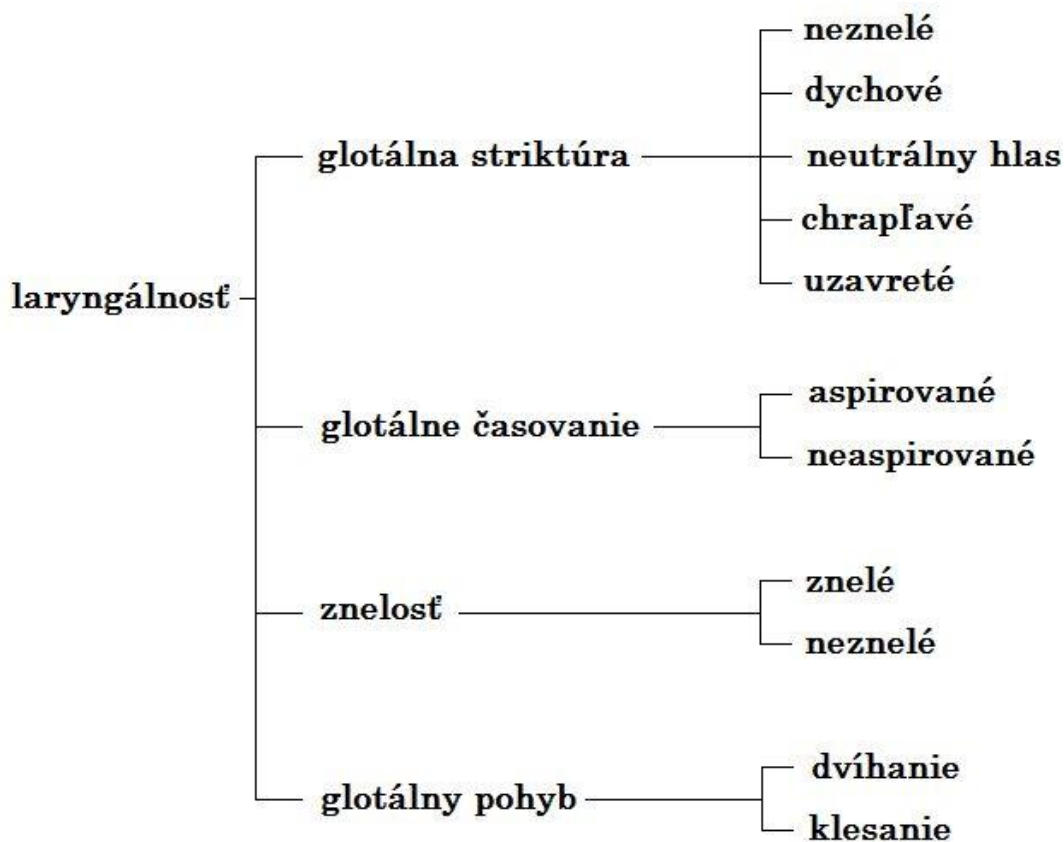 neznelé
dychové
glotálna striktúra
neutrálny hlas
chrapľavé
uzavreté
laryngálnosť
aspirované
glotálne časovanie
neaspirované
znelé
znelosť
neznelé
dvíhanie
glotálny pohyb
klesanie